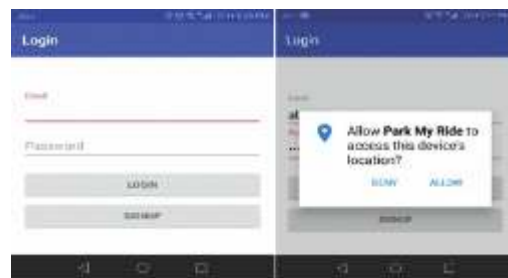 Login
Email
Password
LOGIN
SIGNUP
Login
Allow Park My Ride to
access this device's
location?
DENY ALLOW
SIGNUP